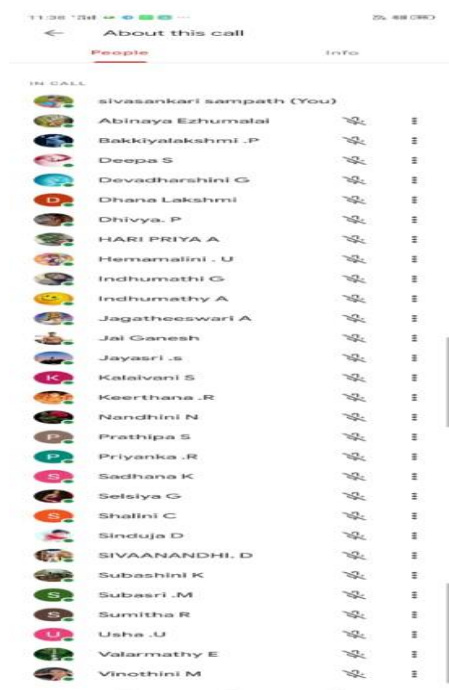 11:38
About this call
People Info
IN CALL
sivasankari sampath (You)
Abinaya Ezhumalai
Bakkiyalakshmi .P
Deepa S
Devadharshini G
D Dhana Lakshmi
Dhivya. P
HARI PRIYA A
Hemamalini . U
Indhumathi G
Indhumathy A
Jagatheeswari A
Jai Ganesh
Jayasri .s
K Kalaivani S
Keerthana .R
Nandhini N
P Prathipa S
P Priyanka .R
S Sadhana K
Selsiya G
S Shalini C
Sinduja D
SIVAANANDHI. D
Subashini K
S Subasri .M
S Sumitha R
U Usha .U
Valarmathy E
Vinothini M